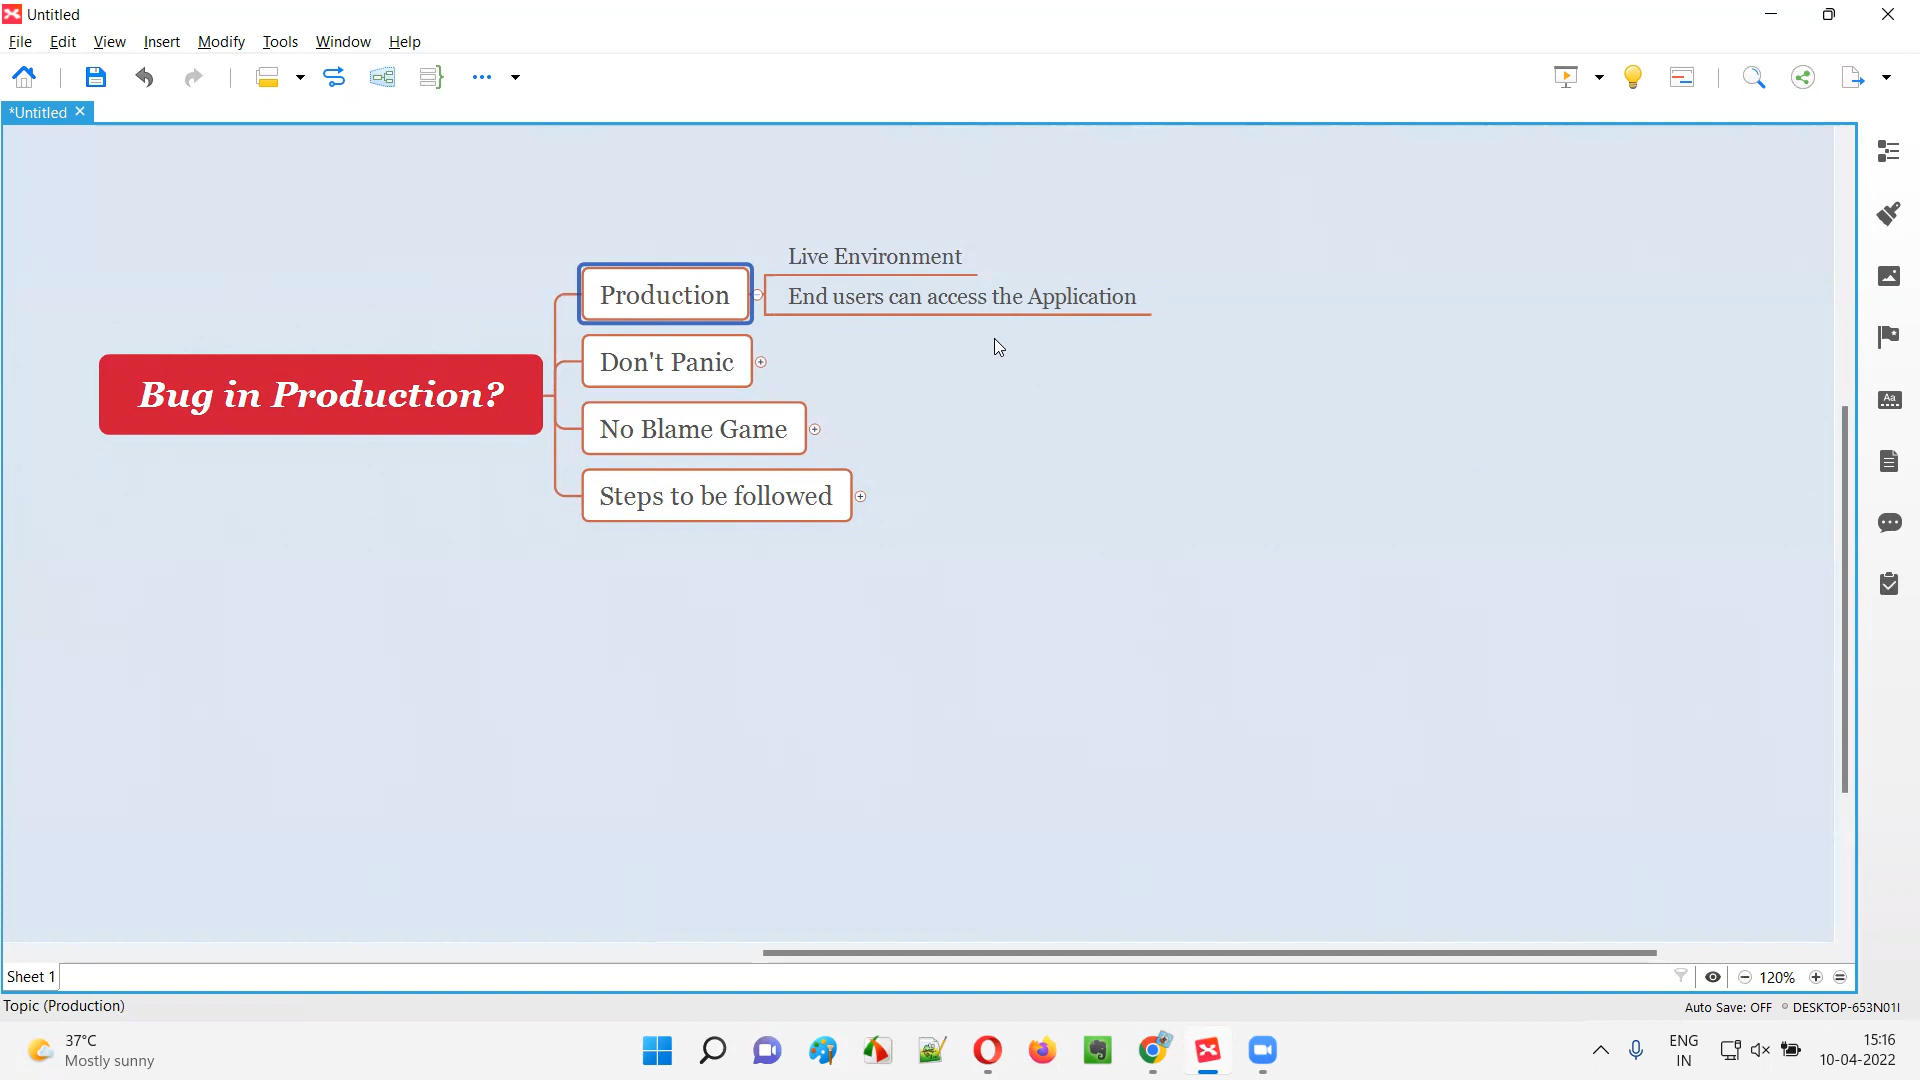 Untitled
File Edit View Insert Modify Tools Window Help
*Untitled
Live Environment
Production
End users can access the Application
Don't Panic
Bug in Production?
No Blame Game
Steps to be followed
Aa
Sheet 1
120%
Topic (Production)
Auto Save: OFF
DESKTOP-653N01I
37°C
Mostly sunny
ENG
IN
15:16
10-04-2022